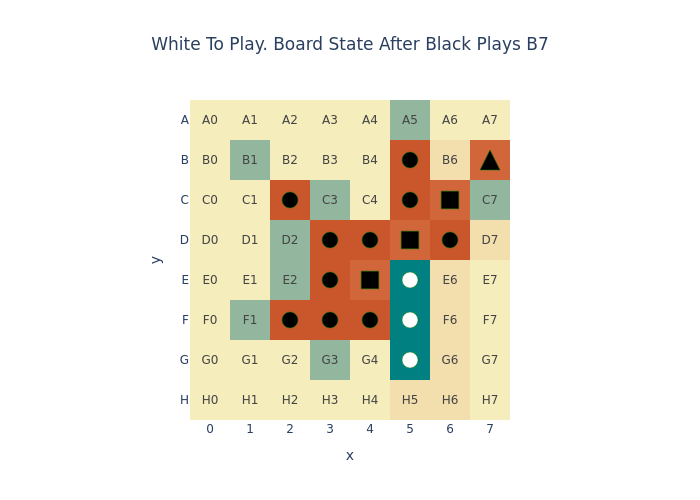 White To Play. Board State After Black Plays B7
A A0 A1 A2 A3 A4 A5 A6 A7
B B0 B1 B2 B3 B4 B6
C C0 C1 C3 C4 C7
D D0 D1 D2 D7
E E0 E1 E2 E6 E7
F F0 F1 F6 F7
G G0 G1 G2 G3 G4 G6 G7
H H0 H1 H2 H3 H4 H5 H6 H7
0 1 2 3 4 5 6 7
x
y